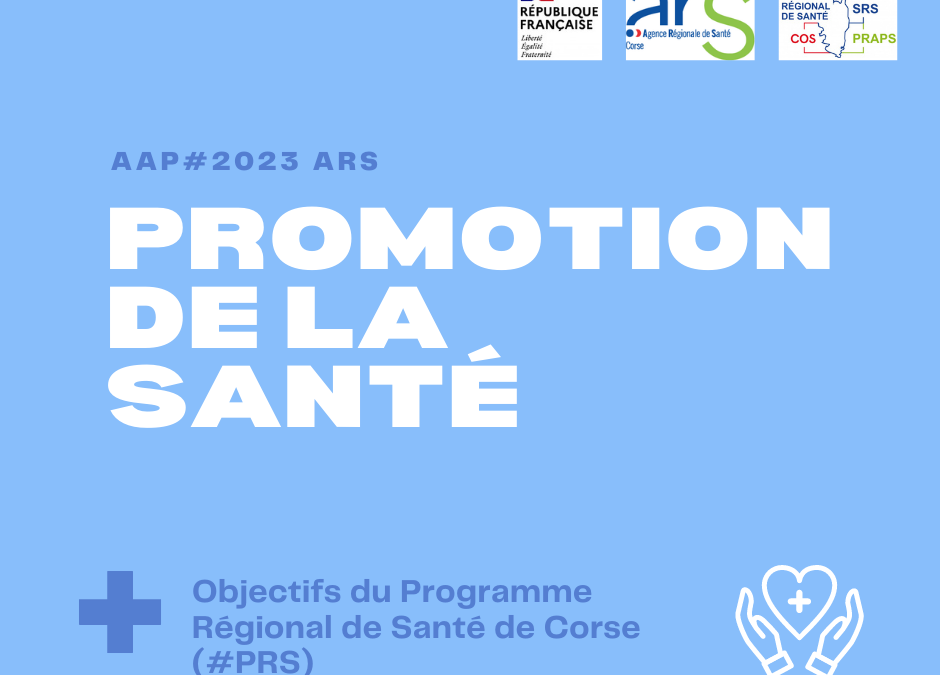 RÉPUBLIQUE
FRANÇAISE
Liberté
Égalité
Fraternité
ars
Agence Régionale de Santé
Corse
RÉGIONAL
DE SANTÉ
SRS
COS
PRAPS
AAP#2023 ARS
PROMOTION
DE LA
SANTÉ
Objectifs du Programme
Régional de Santé de Corse
(#PRS)